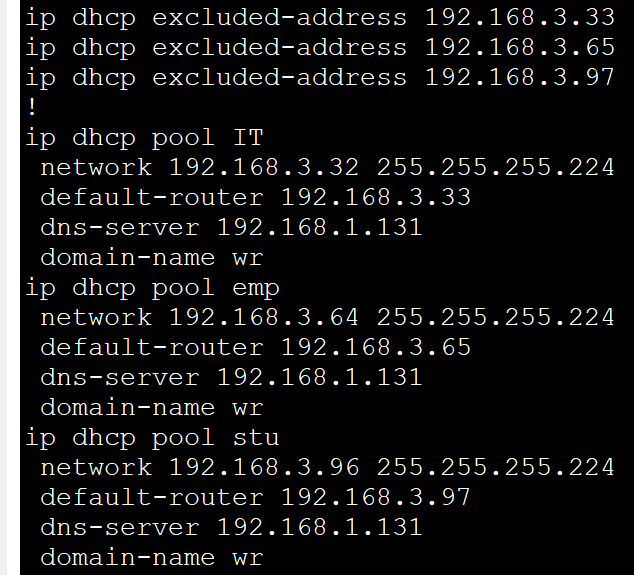 ip dhcp excluded-address 192.168.3.33
ip dhcp excluded-address 192.168.3.65
ip dhcp excluded-address 192.168.3.97
!
ip dhcp pool IT
 network 192.168.3.32 255.255.255.224
 default-router 192.168.3.33
 dns-server 192.168.1.131
 domain-name wr
ip dhcp pool emp
 network 192.168.3.64 255.255.255.224
 default-router 192.168.3.65
 dns-server 192.168.1.131
 domain-name wr
ip dhcp pool stu
 network 192.168.3.96 255.255.255.224
 default-router 192.168.3.97
 dns-server 192.168.1.131
 domain-name wr